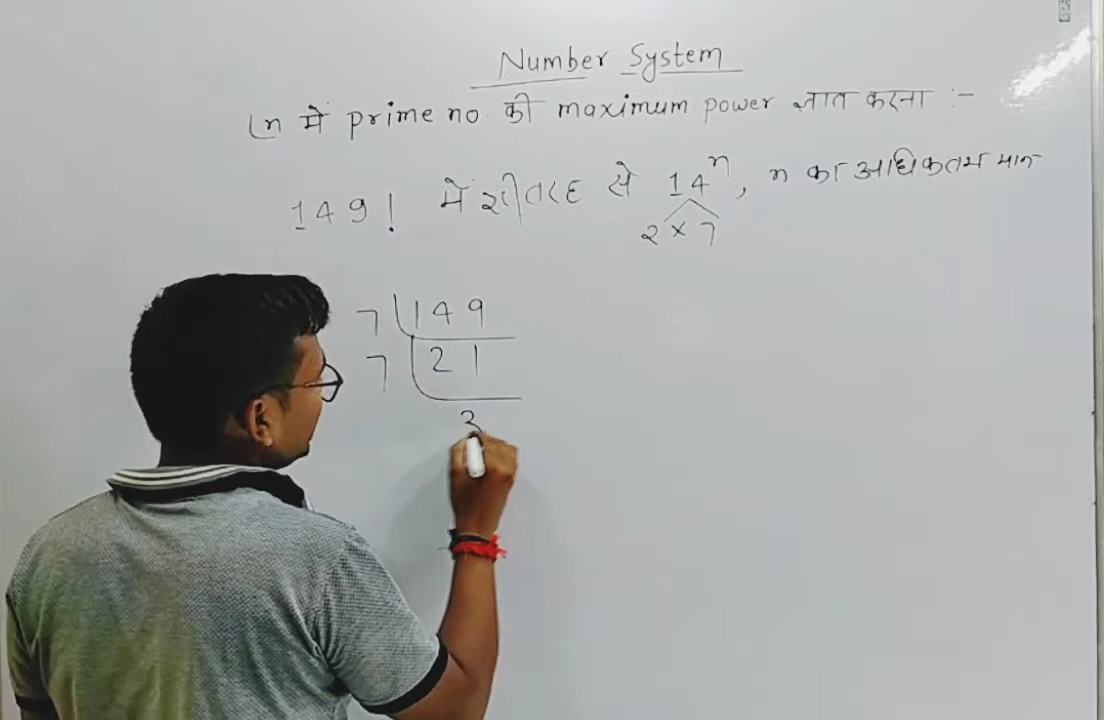 Number System
Ln में prime no. की maximum power ज्ञात करना :-
149! में से 14ⁿ, n का अधिकतम मान
2 × 7
7 149
7 21
3